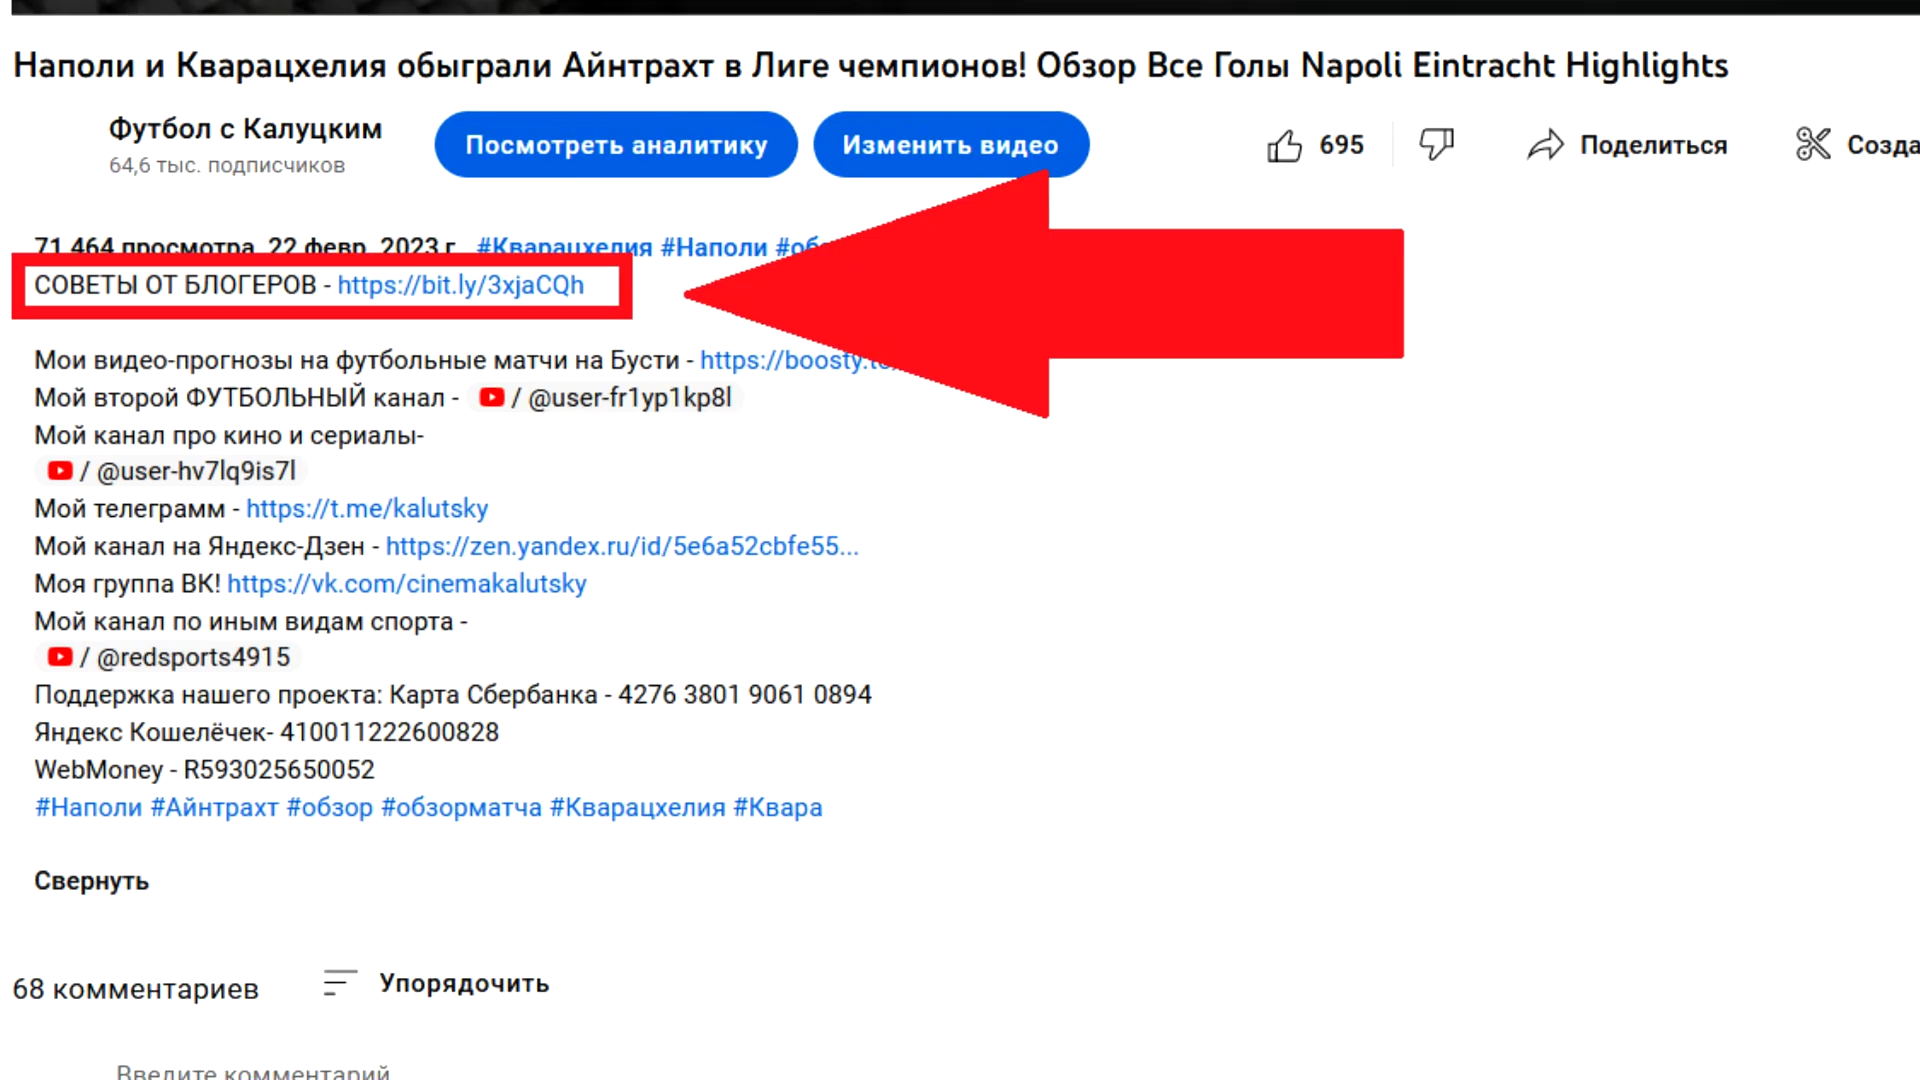 Наполи и Кварацхелия обыграли Айнтрахт в Лиге чемпионов! Обзор Все Голы Napoli Eintracht Highlights
Футбол с Калуцким
64,6 тыс. подписчиков
Посмотреть аналитику
Изменить видео
695
Поделиться
71 464 просмотра 22 февр. 2023 г. #Кварацхелия #Наполи
СОВЕТЫ ОТ БЛОГЕРОВ - https://bit.ly/3xjaCQh
Мои видео-прогнозы на футбольные матчи на Бусти - https://boosty.
Мой второй ФУТБОЛЬНЫЙ канал - / @user-fr1yp1kp8l
Мой канал про кино и сериалы-
/ @user-hv7lq9is7l
Мой телеграмм - https://t.me/kalutsky
Мой канал на Яндекс-Дзен - https://zen.yandex.ru/id/5e6a52cbfe55...
Моя группа ВК! https://vk.com/cinemakalutsky
Мой канал по иным видам спорта -
/ @redsports4915
Поддержка нашего проекта: Карта Сбербанка - 4276 3801 9061 0894
Яндекс Кошелёчек- 410011222600828
WebMoney - R593025650052
#Наполи #Айнтрахт #обзор #обзорматча #Кварацхелия #Квара
Свернуть
68 комментариев
Упорядочить
Введите комментарий